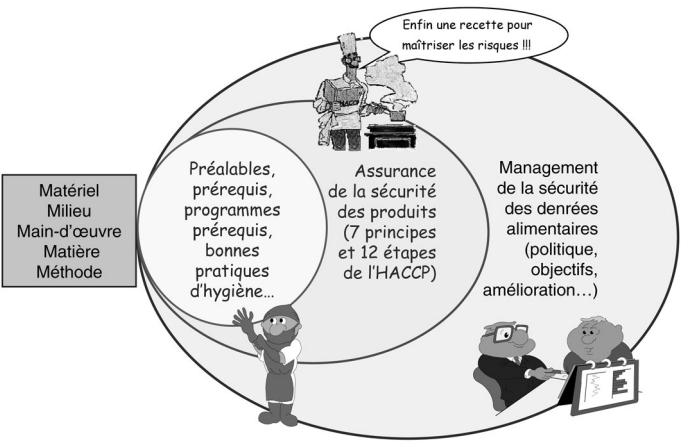 Enfin une recette pour
maîtriser les risques !!!
HACCP
Matériel
Milieu
Main-d'œuvre
Matière
Méthode
Préalables,
prérequis,
programmes
prérequis,
bonnes
pratiques
d'hygiène...
Assurance
de la sécurité
des produits
(7 principes
et 12 étapes
de l'HACCP)
Management
de la sécurité
des denrées
alimentaires
(politique,
objectifs,
amélioration...)